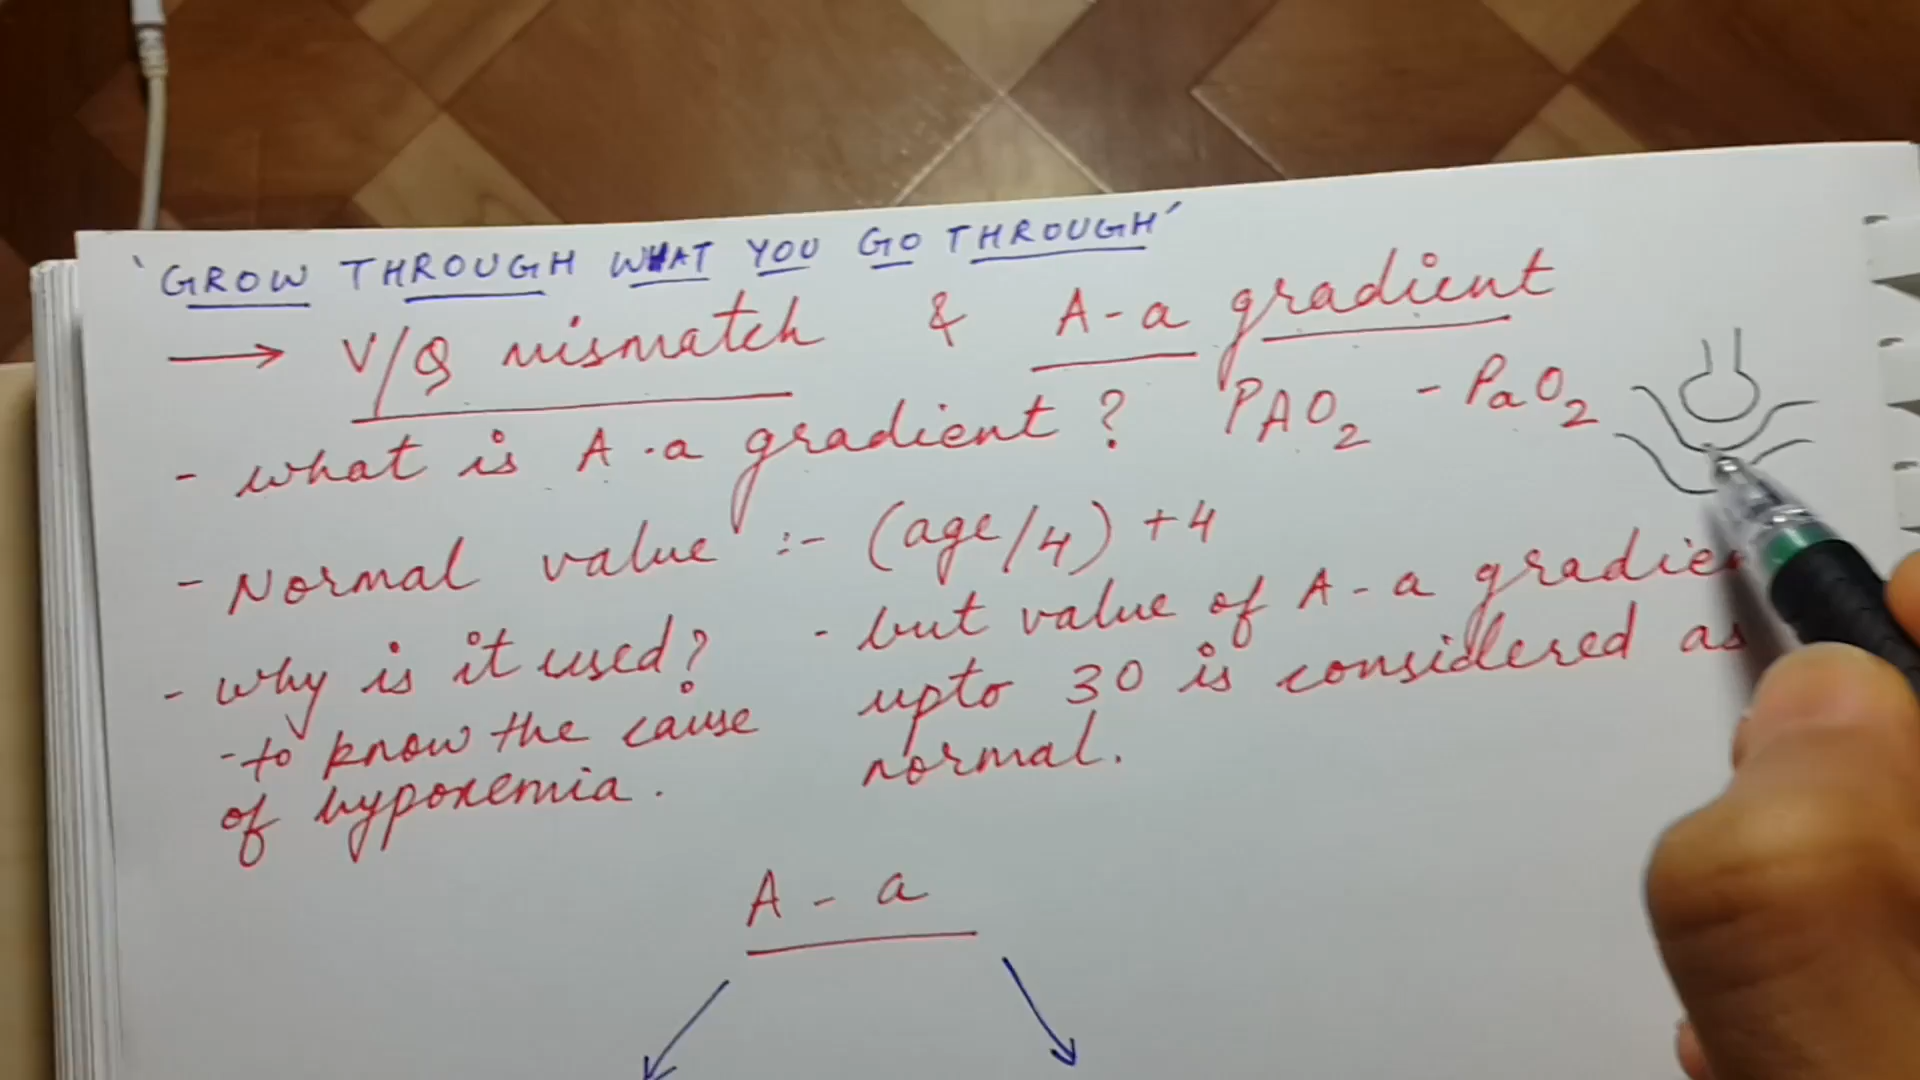 'GROW THROUGH WHAT YOU GO THROUGH'
→ V/Q mismatch & A-a gradient
- what is A-a gradient? PAO₂ - PaO₂
- Normal value :- (age/4) +4
- why is it used?
- to know the cause
of hypoxemia.
- but value of A-a gradie
upto 30 is considered as
normal.
A - a